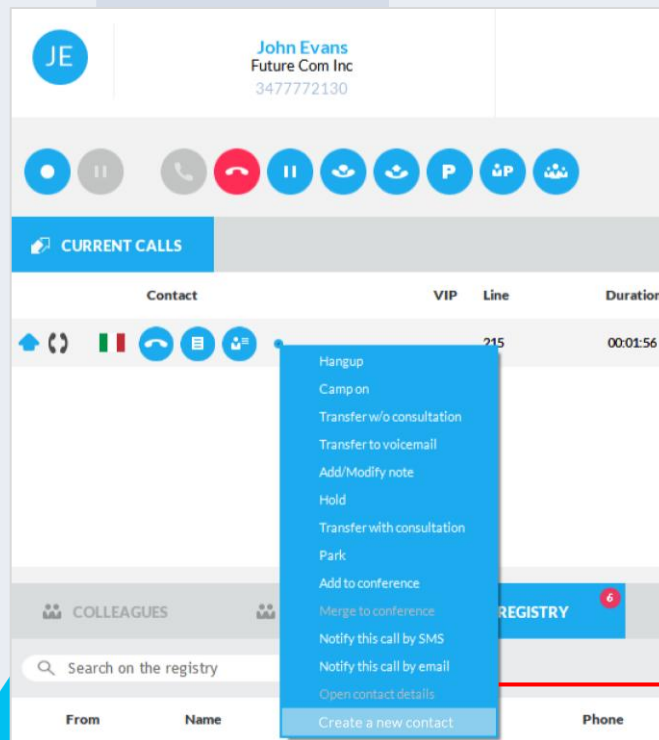 JE
John Evans
Future Com Inc
3477772130
P
P
CURRENT CALLS
Contact VIP Line Duration
215 00:01:56
Hangup
Camp on
Transfer w/o consultation
Transfer to voicemail
Add/Modify note
Hold
Transfer with consultation
Park
Add to conference
Merge to conference
Notify this call by SMS
Notify this call by email
Open contact details
Create a new contact
COLLEAGUES REGISTRY 6
Search on the registry
From Name Phone